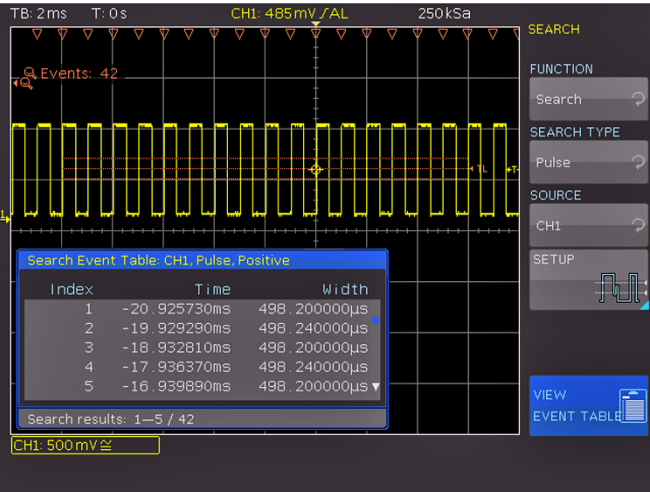 TB: 2ms T: 0s CH1: 485mV / AL 250kSa
SEARCH
Events: 42
FUNCTION
Search
SEARCH TYPE
Pulse
TL
T
SOURCE
CH1
1
SETUP
Search Event Table: CH1, Pulse, Positive
Index Time Width
1 -20.925730ms 498.200000µs
2 -19.929290ms 498.240000µs
3 -18.932810ms 498.200000µs
4 -17.936370ms 498.240000µs
5 -16.939890ms 498.200000µs
VIEW
EVENT TABLE
Search results: 1—5 / 42
CH1: 500mV ≅